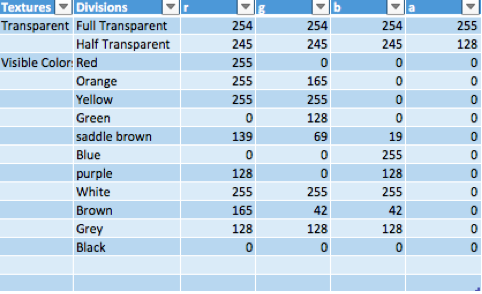 Textures Divisions r g b a
Transparent Full Transparent 254 254 254 255
Half Transparent 245 245 245 128
Visible Colors Red 255 0 0 0
Orange 255 165 0 0
Yellow 255 255 0 0
Green 0 128 0 0
saddle brown 139 69 19 0
Blue 0 0 255 0
purple 128 0 128 0
White 255 255 255 0
Brown 165 42 42 0
Grey 128 128 128 0
Black 0 0 0 0